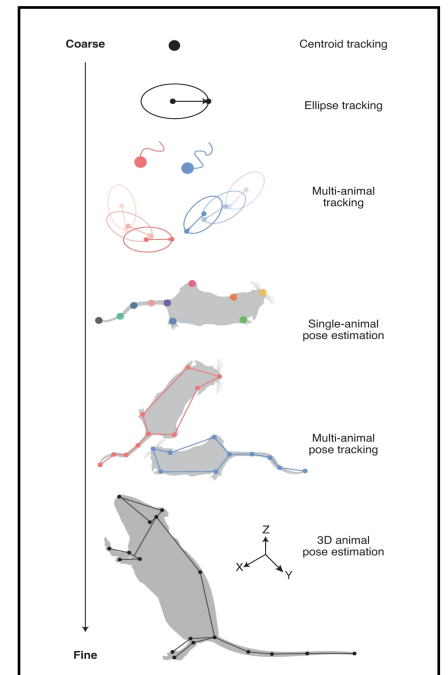 Coarse
Centroid tracking
Ellipse tracking
Multi-animal
tracking
Single-animal
pose estimation
Multi-animal
pose tracking
3D animal
pose estimation
Z
X
Y
Fine